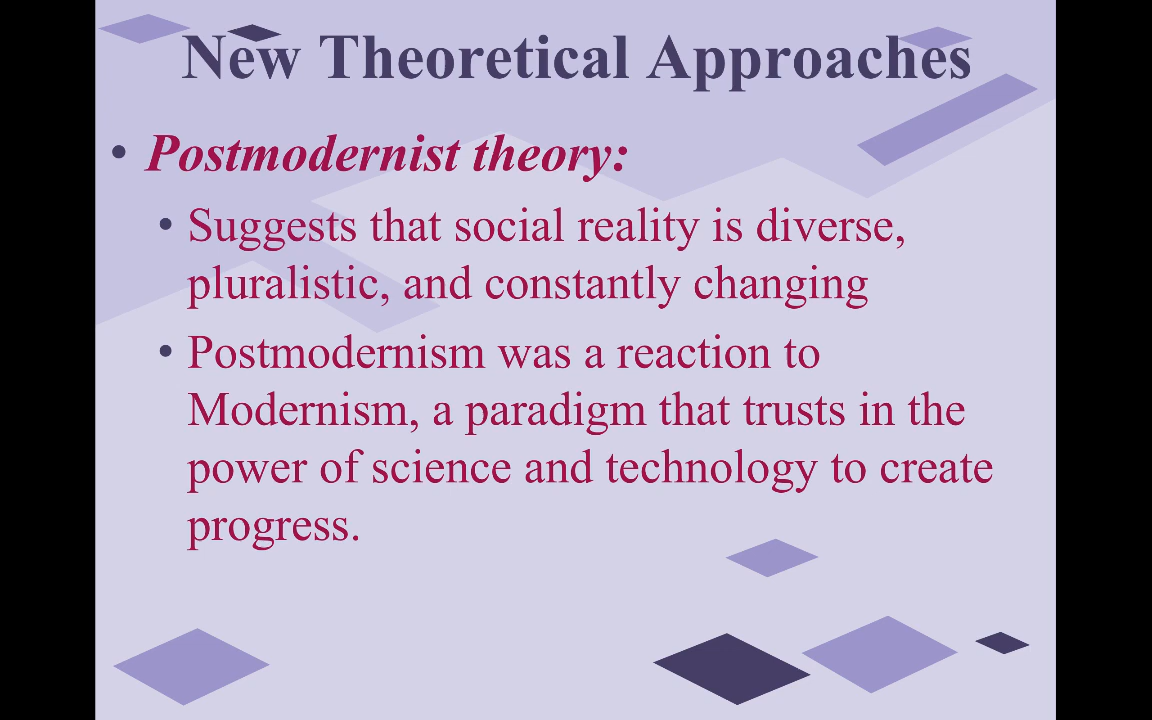 New Theoretical Approaches
• Postmodernist theory:
• Suggests that social reality is diverse,
pluralistic, and constantly changing
• Postmodernism was a reaction to
Modernism, a paradigm that trusts in the
power of science and technology to create
progress.